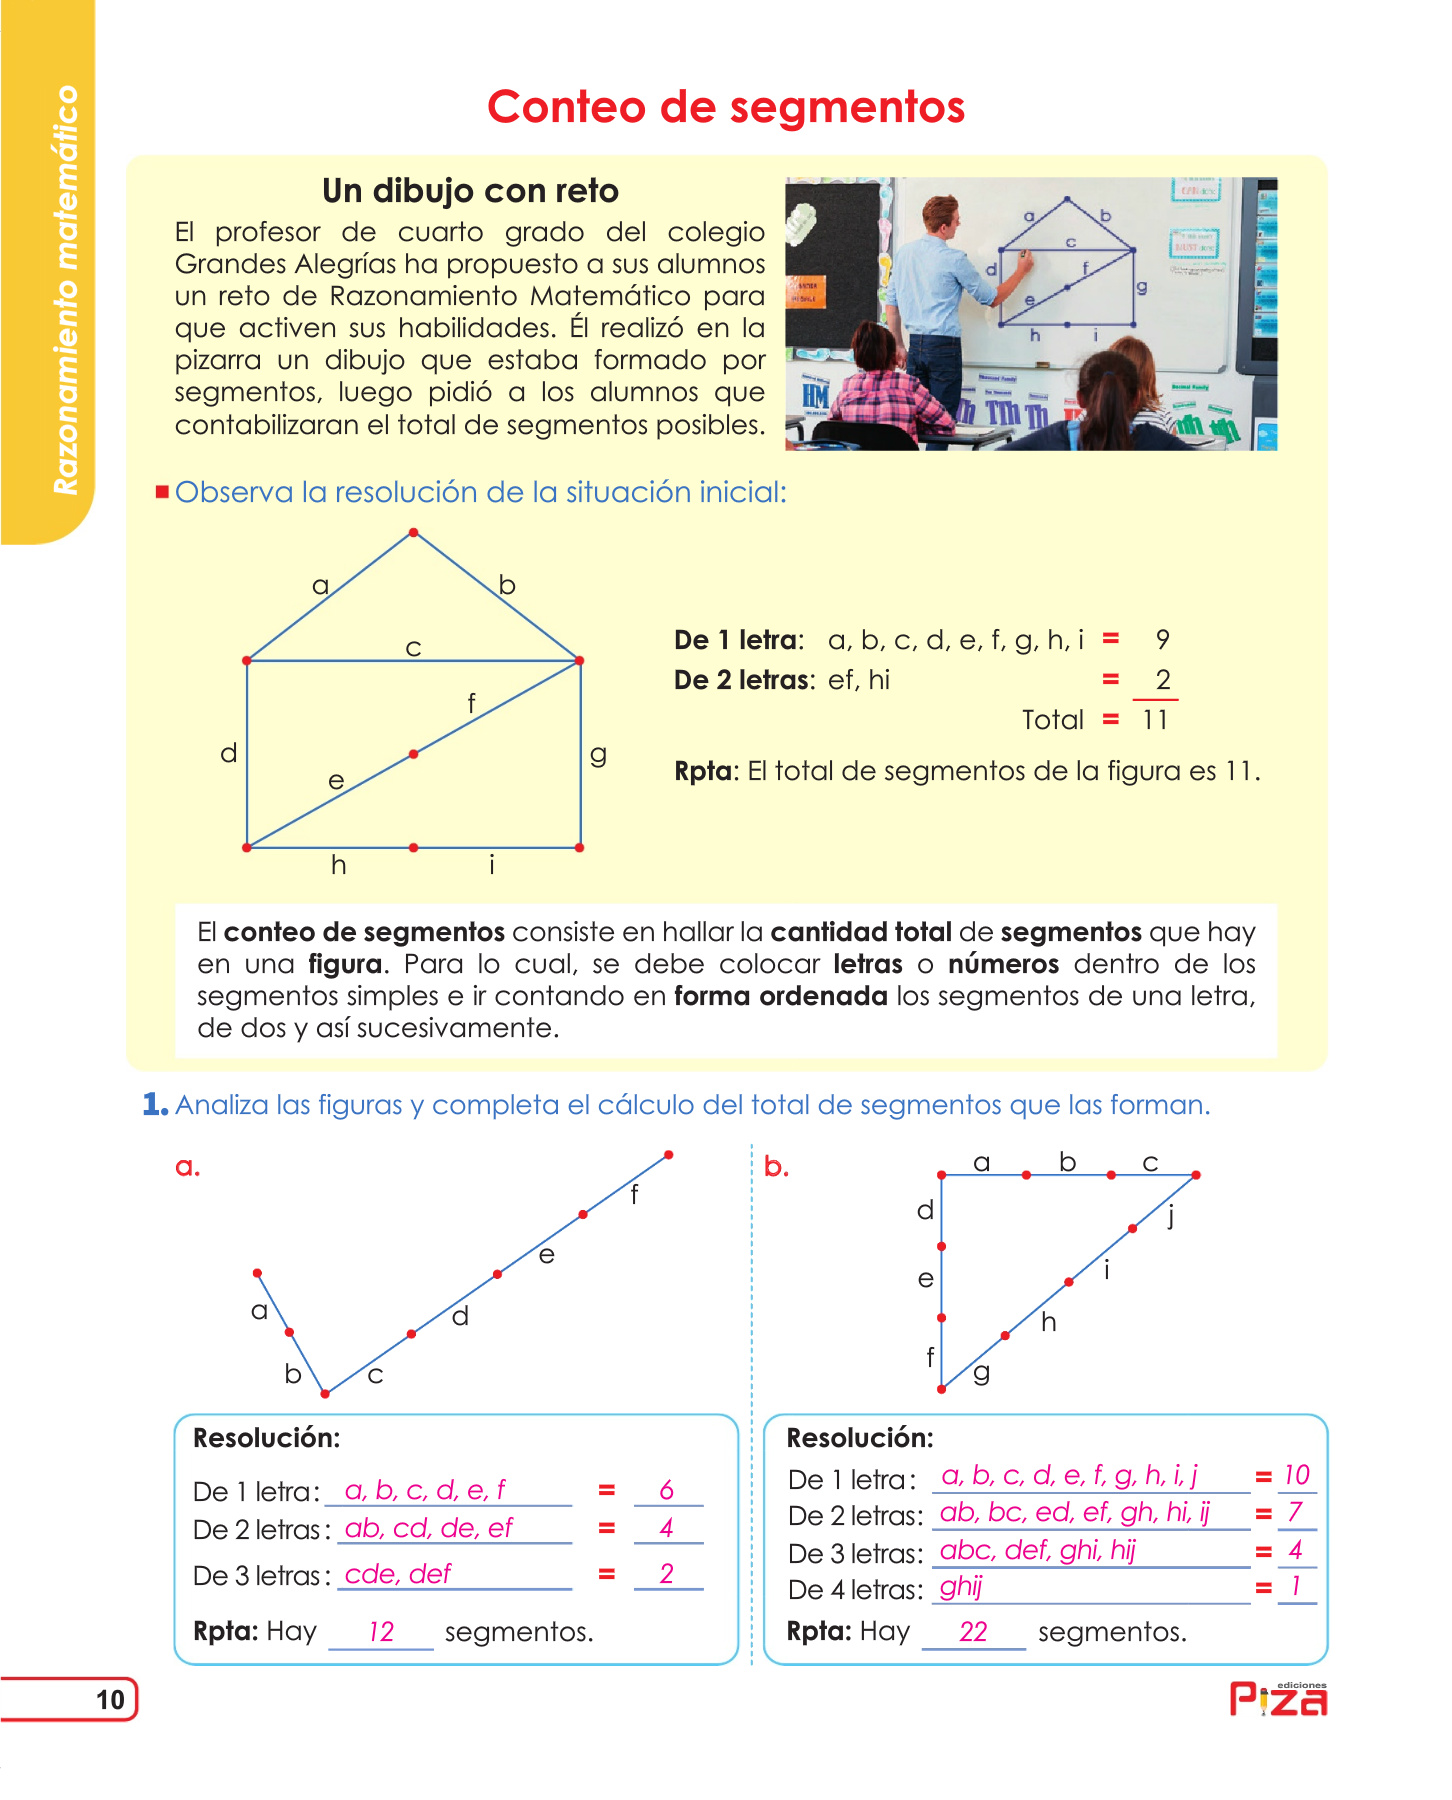 Razonamiento matemático
Conteo de segmentos
Un dibujo con reto
El profesor de cuarto grado del colegio
Grandes Alegrías ha propuesto a sus alumnos
un reto de Razonamiento Matemático para
que activen sus habilidades. Él realizó en la
pizarra un dibujo que estaba formado por
segmentos, luego pidió a los alumnos que
contabilizaran el total de segmentos posibles.
a b
c
d f
e g
h i
HM
Observa la resolución de la situación inicial:
a b
c
f
d g
e
h i
De 1 letra: a, b, c, d, e, f, g, h, i = 9
De 2 letras: ef, hi = 2
Total = 11
Rpta: El total de segmentos de la figura es 11.
El conteo de segmentos consiste en hallar la cantidad total de segmentos que hay
en una figura. Para lo cual, se debe colocar letras o números dentro de los
segmentos simples e ir contando en forma ordenada los segmentos de una letra,
de dos y así sucesivamente.
1. Analiza las figuras y completa el cálculo del total de segmentos que las forman.
a.
f
e
a
d
b c
b.
a b c
d j
e i
h
f g
Resolución:
De 1 letra: a, b, c, d, e, f = 6
De 2 letras: ab, cd, de, ef = 4
De 3 letras: cde, def = 2
Rpta: Hay 12 segmentos.
Resolución:
De 1 letra: a, b, c, d, e, f, g, h, i, j = 10
De 2 letras: ab, bc, ed, ef, gh, hi, ij = 7
De 3 letras: abc, def, ghi, hij = 4
De 4 letras: ghij = 1
Rpta: Hay 22 segmentos.
10
ediciones
Piza